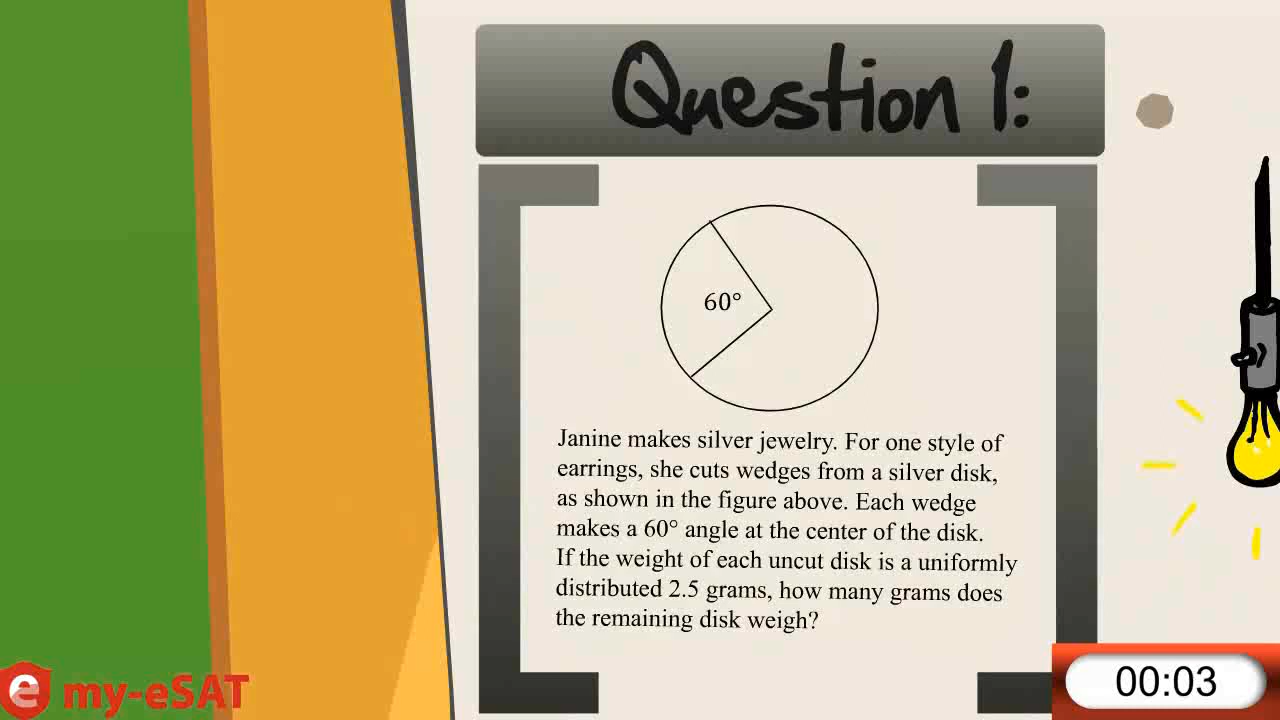 Question 1:
60°
Janine makes silver jewelry. For one style of
earrings, she cuts wedges from a silver disk,
as shown in the figure above. Each wedge
makes a 60° angle at the center of the disk.
If the weight of each uncut disk is a uniformly
distributed 2.5 grams, how many grams does
the remaining disk weigh?
e my-eSAT
00:03